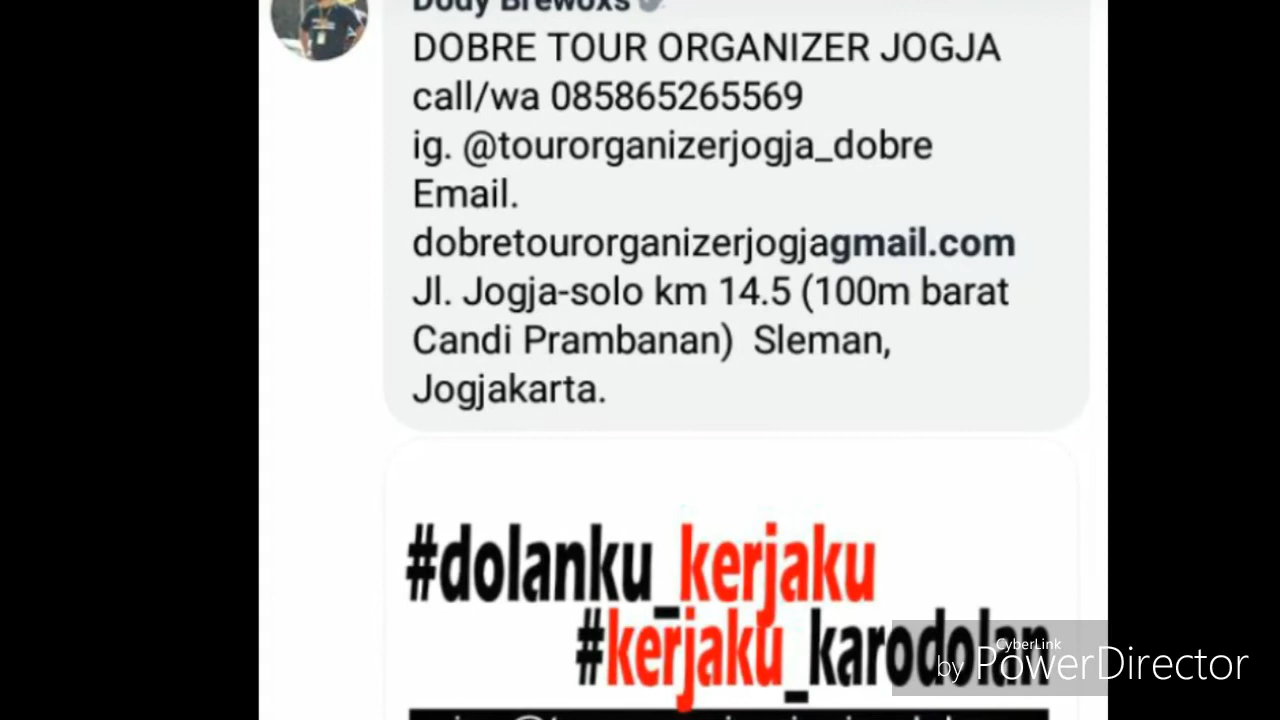 Dody Brewoxs
DOBRE TOUR ORGANIZER JOGJA
call/wa 085865265569
ig. @tourorganizerjogja_dobre
Email.
dobretourorganizerjogjagmail.com
Jl. Jogja-solo km 14.5 (100m barat
Candi Prambanan) Sleman,
Jogjakarta.
#dolanku_kerjaku
#kerjaku_karodolan
CyberLink
by PowerDirector